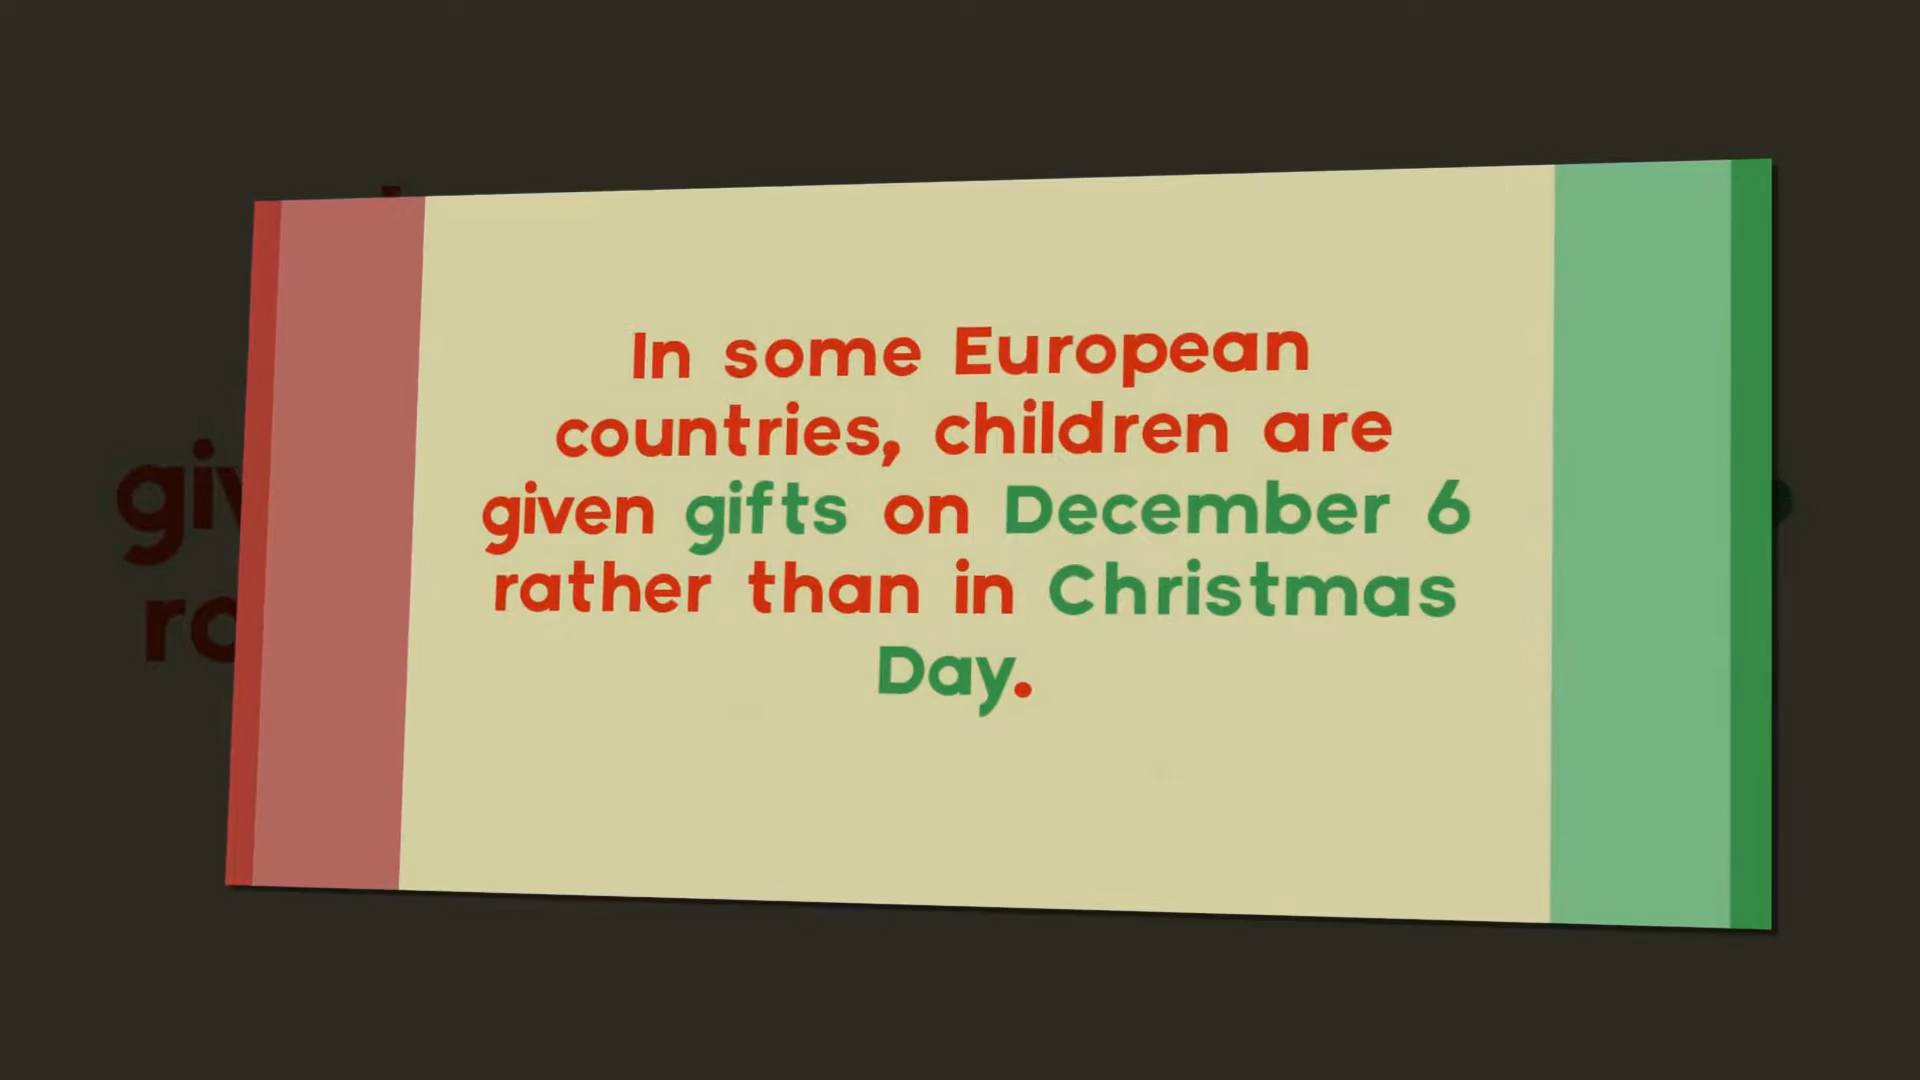 In some European
countries, children are
given gifts on December 6
rather than in Christmas
Day.